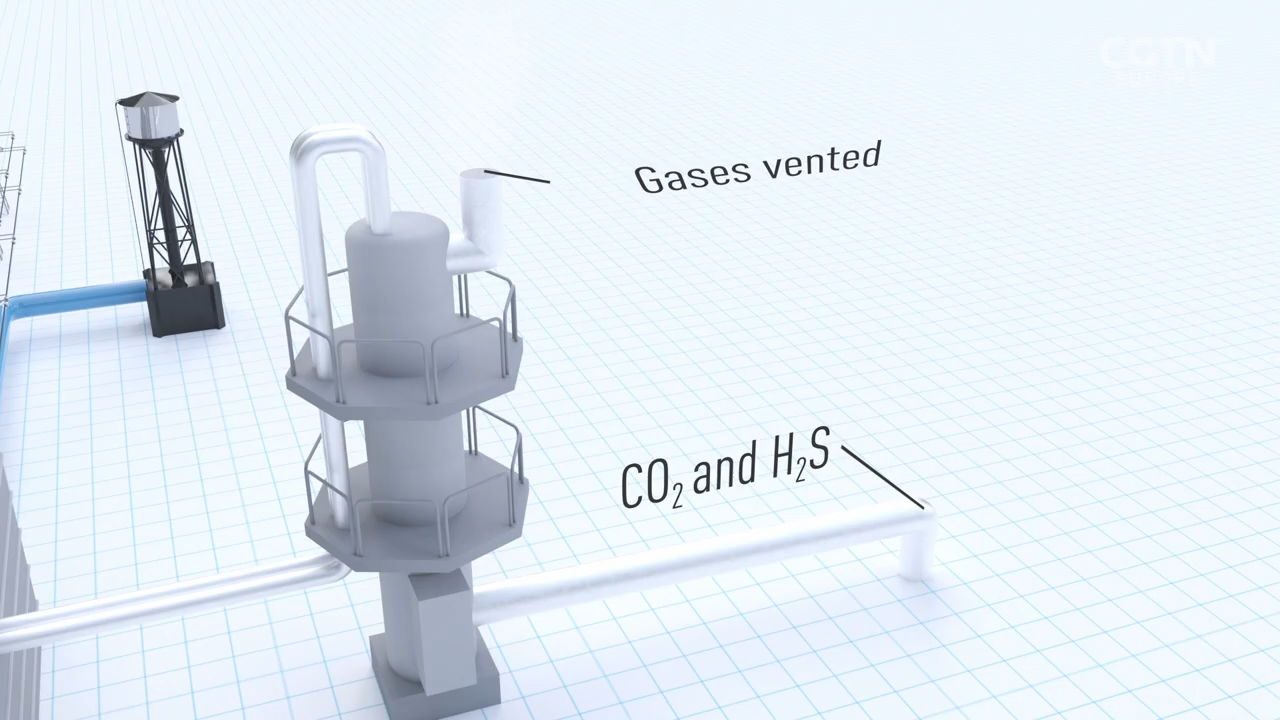 CGTN
Gases vented
CO₂ and H₂S